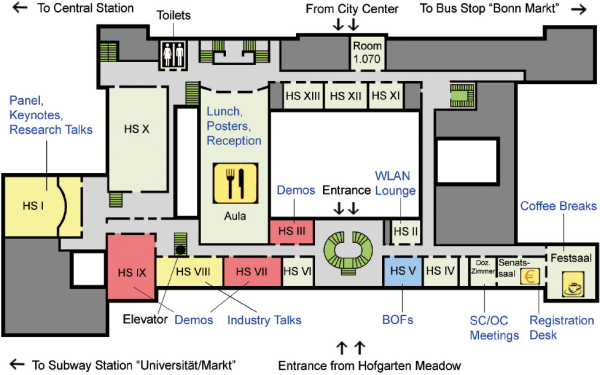 ← To Central Station
From City Center
To Bus Stop "Bonn Markt" →
Toilets
↓ ↓
Room
1.070
Panel,
Keynotes,
Research Talks
HS X
Lunch,
Posters,
Reception
HS XIII
HS XII
HS XI
Demos
Entrance
↓ ↓
WLAN
Lounge
Coffee Breaks
HS I
Aula
HS III
HS II
HS IX
HS VIII
HS VII
HS VI
HS V
HS IV
Doz.
Zimmer
Senats-
saal
€
Festsaal
Elevator
Demos
Industry Talks
BOFs
SC/OC
Meetings
Registration
Desk
← To Subway Station "Universität/Markt"
↑ ↑
Entrance from Hofgarten Meadow